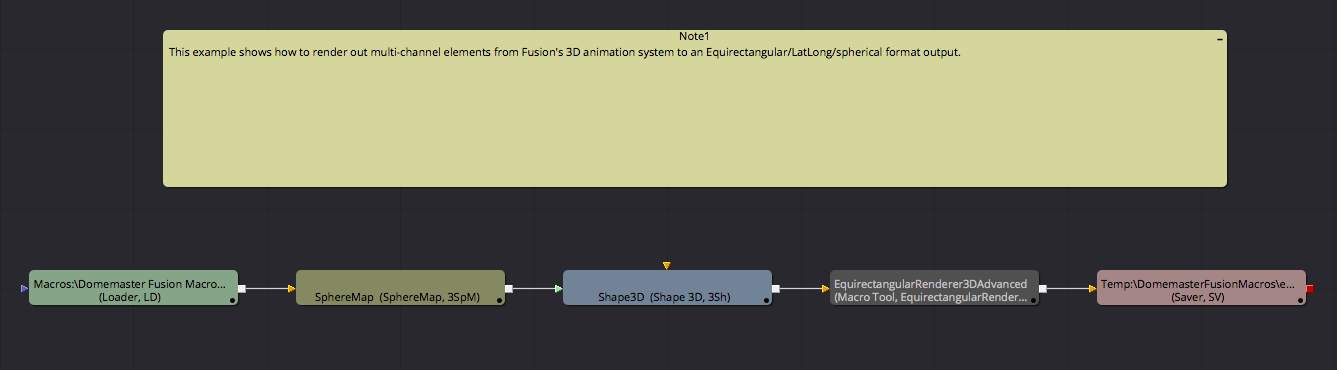 Note1
This example shows how to render out multi-channel elements from Fusion's 3D animation system to an Equirectangular/LatLong/spherical format output.
Macros:\Domemaster Fusion Macro...
(Loader, LD)
SphereMap (SphereMap, 3SpM)
Shape3D (Shape 3D, 3Sh)
EquirectangularRenderer3DAdvanced
(Macro Tool, EquirectangularRender...
Temp:\DomemasterFusionMacros\e...
(Saver, SV)